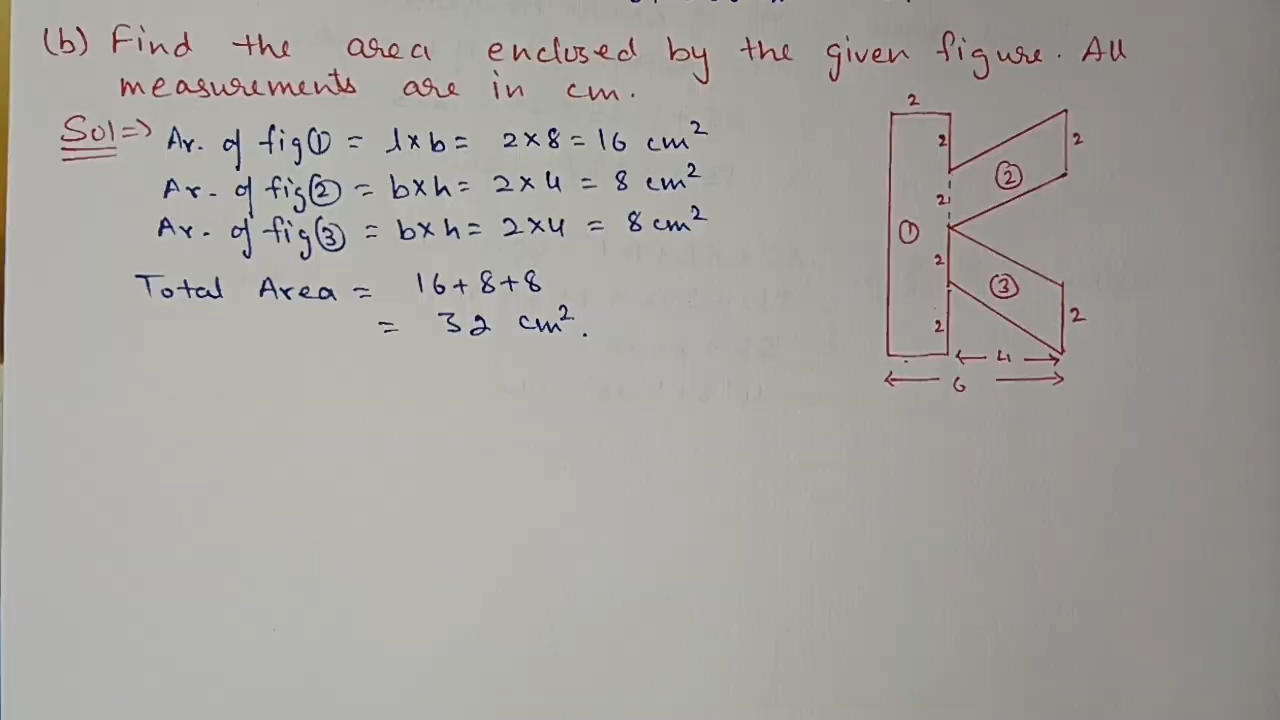 (b) Find the area enclosed by the given figure. All
measurements are in cm.
Sol=> Ar. of fig① = l×b = 2×8 = 16 cm²
Ar. of fig② = b×h = 2×4 = 8 cm²
Ar. of fig③ = b×h = 2×4 = 8 cm²
Total Area = 16+8+8
= 32 cm².
2
2
2
②
2
①
2
③
2
2
4
6